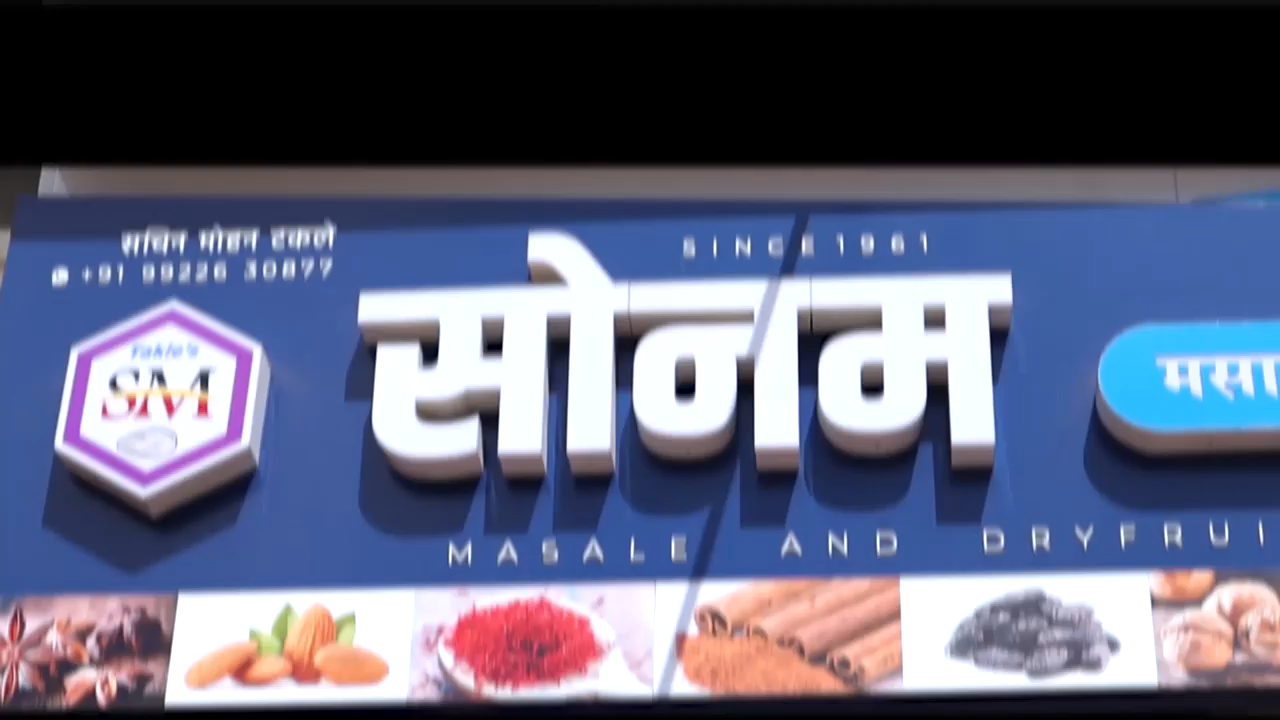 सचिन मोहन टकले
+91 99226 30877
SINCE 1961
सोनम
Takle's
SM
मसा
MASALE AND DRYFRUI